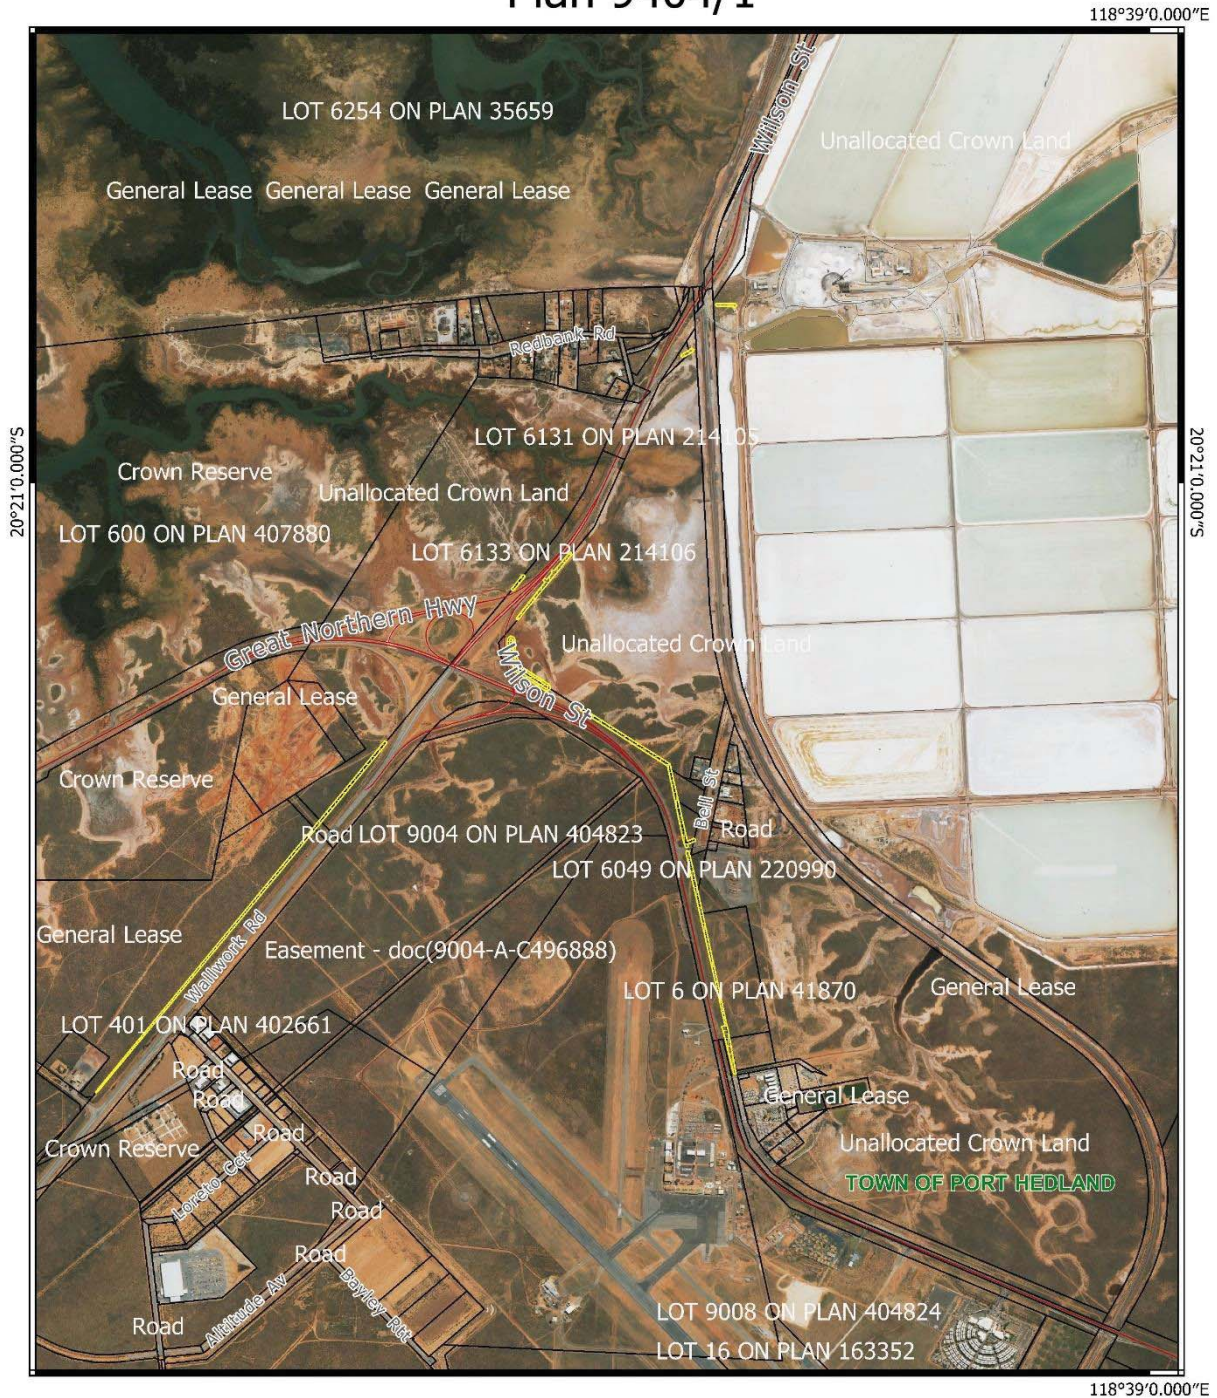 Plan 9464/1
118°39'0.000"E
Wilson St
LOT 6254 ON PLAN 35659
Unallocated Crown Land
General Lease General Lease General Lease
Redbank Rd
LOT 6131 ON PLAN 214105
20°21'0.000"S
20°21'0.000"S
Crown Reserve
Unallocated Crown Land
LOT 600 ON PLAN 407880
LOT 6133 ON PLAN 214106
Great Northern Hwy
Unallocated Crown Land
Wilson St
General Lease
Crown Reserve
Bell St
Road LOT 9004 ON PLAN 404823
Road
LOT 6049 ON PLAN 220990
General Lease
Wallwork Rd
Easement - doc(9004-A-C496888)
LOT 6 ON PLAN 41870
General Lease
LOT 401 ON PLAN 402661
Road
Road
General Lease
Road
Crown Reserve
Unallocated Crown Land
Loreto Cct
Road
TOWN OF PORT HEDLAND
Road
Road
Bayley Rtt
Altitude Av
Road
LOT 9008 ON PLAN 404824
LOT 16 ON PLAN 163352
118°39'0.000"E